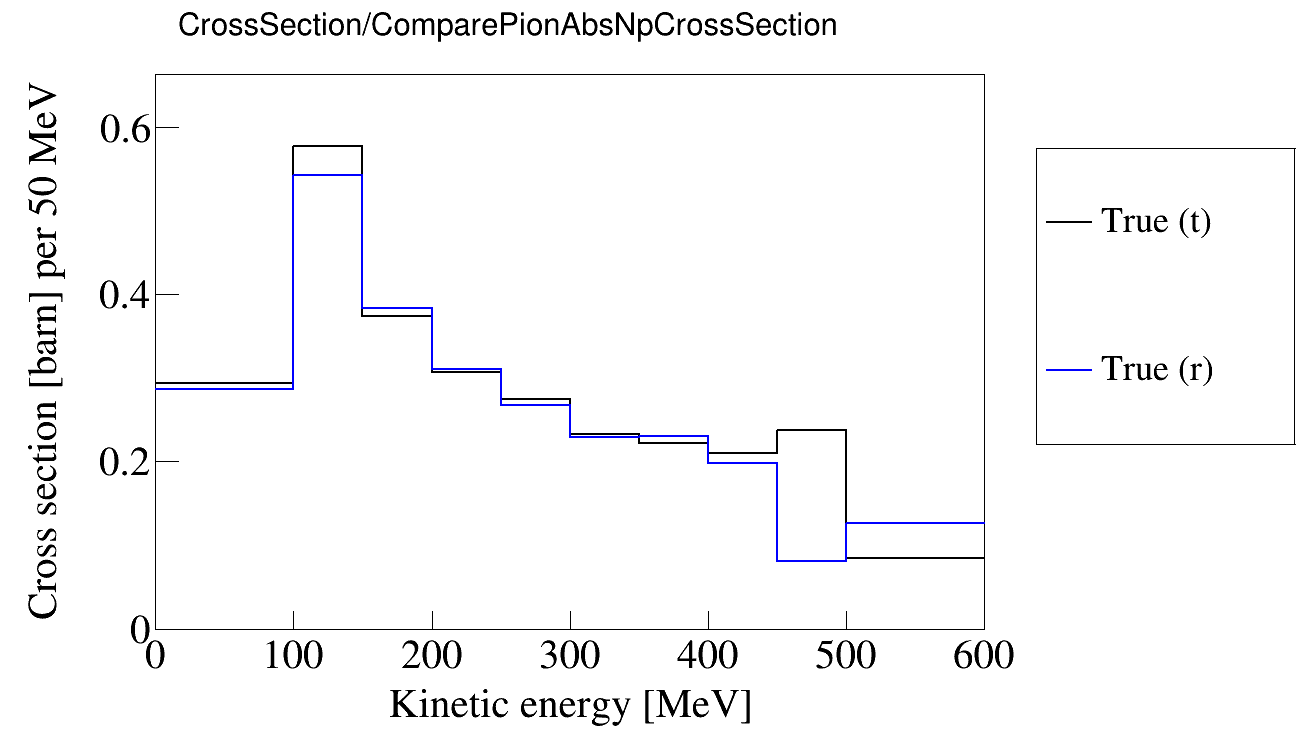 CrossSection/ComparePionAbsNpCrossSection
Cross section [barn] per 50 MeV
0.6
0.4
0.2
0
0 100 200 300 400 500 600
Kinetic energy [MeV]
True (t)
True (r)